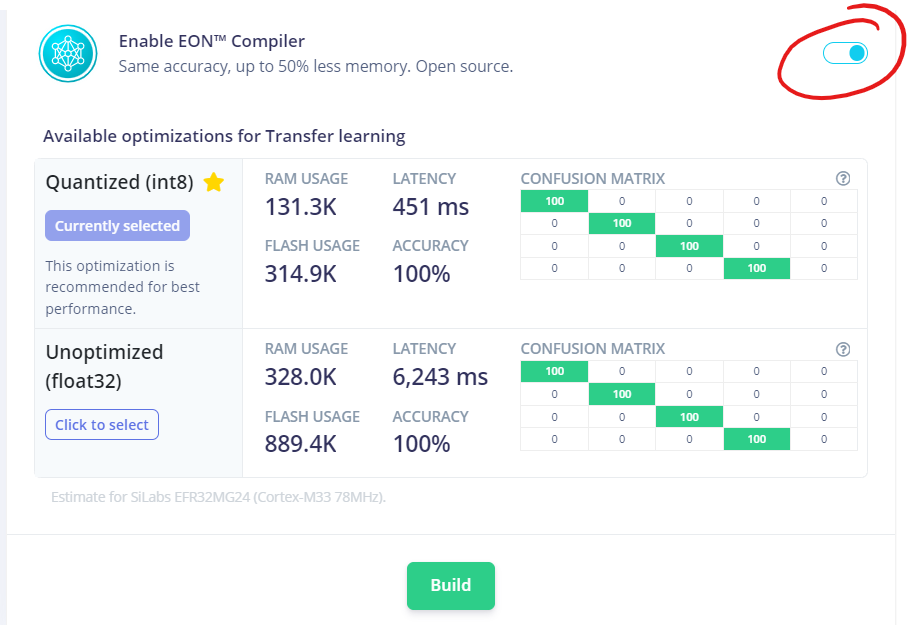 Enable EON™ Compiler
Same accuracy, up to 50% less memory. Open source.
Available optimizations for Transfer learning
Quantized (int8)
Currently selected
This optimization is
recommended for best
performance.
RAM USAGE
131.3K
LATENCY
451 ms
FLASH USAGE
314.9K
ACCURACY
100%
CONFUSION MATRIX ?
100 0 0 0 0
0 100 0 0 0
0 0 100 0 0
0 0 0 100 0
Unoptimized
(float32)
Click to select
RAM USAGE
328.0K
LATENCY
6,243 ms
FLASH USAGE
889.4K
ACCURACY
100%
CONFUSION MATRIX ?
100 0 0 0 0
0 100 0 0 0
0 0 100 0 0
0 0 0 100 0
Estimate for SiLabs EFR32MG24 (Cortex-M33 78MHz).
Build